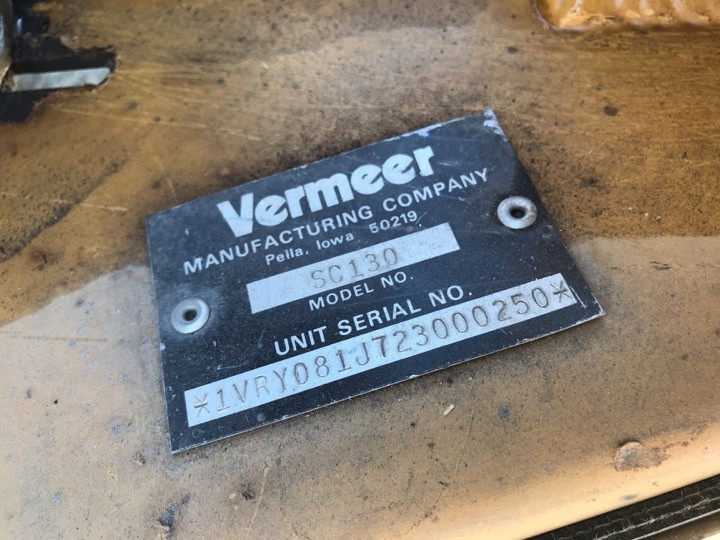 Vermeer
MANUFACTURING COMPANY
Pella, Iowa 50219
SC130
MODEL NO.
UNIT SERIAL NO.
*1VRY081J723000250*